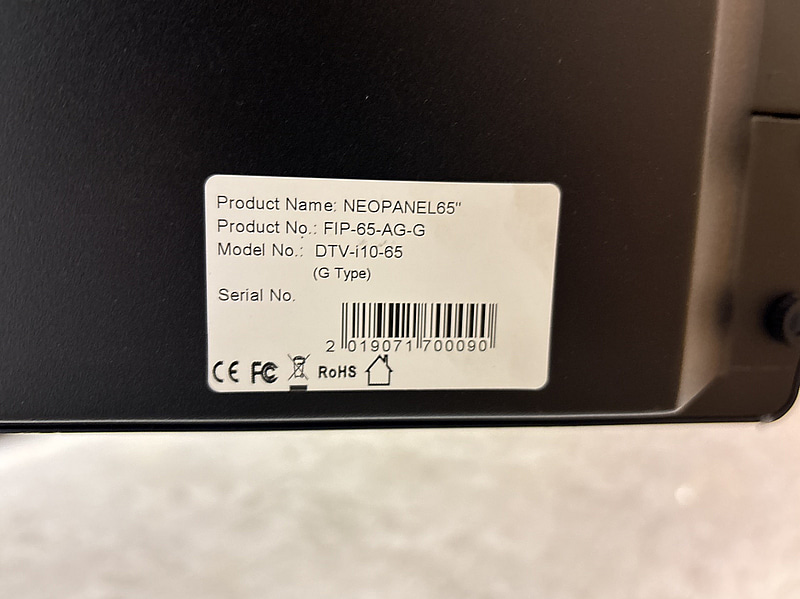 Product Name: NEOPANEL65"
Product No.: FIP-65-AG-G
Model No.: DTV-i10-65
(G Type)
Serial No.
2 019071 700090
CE FC RoHS